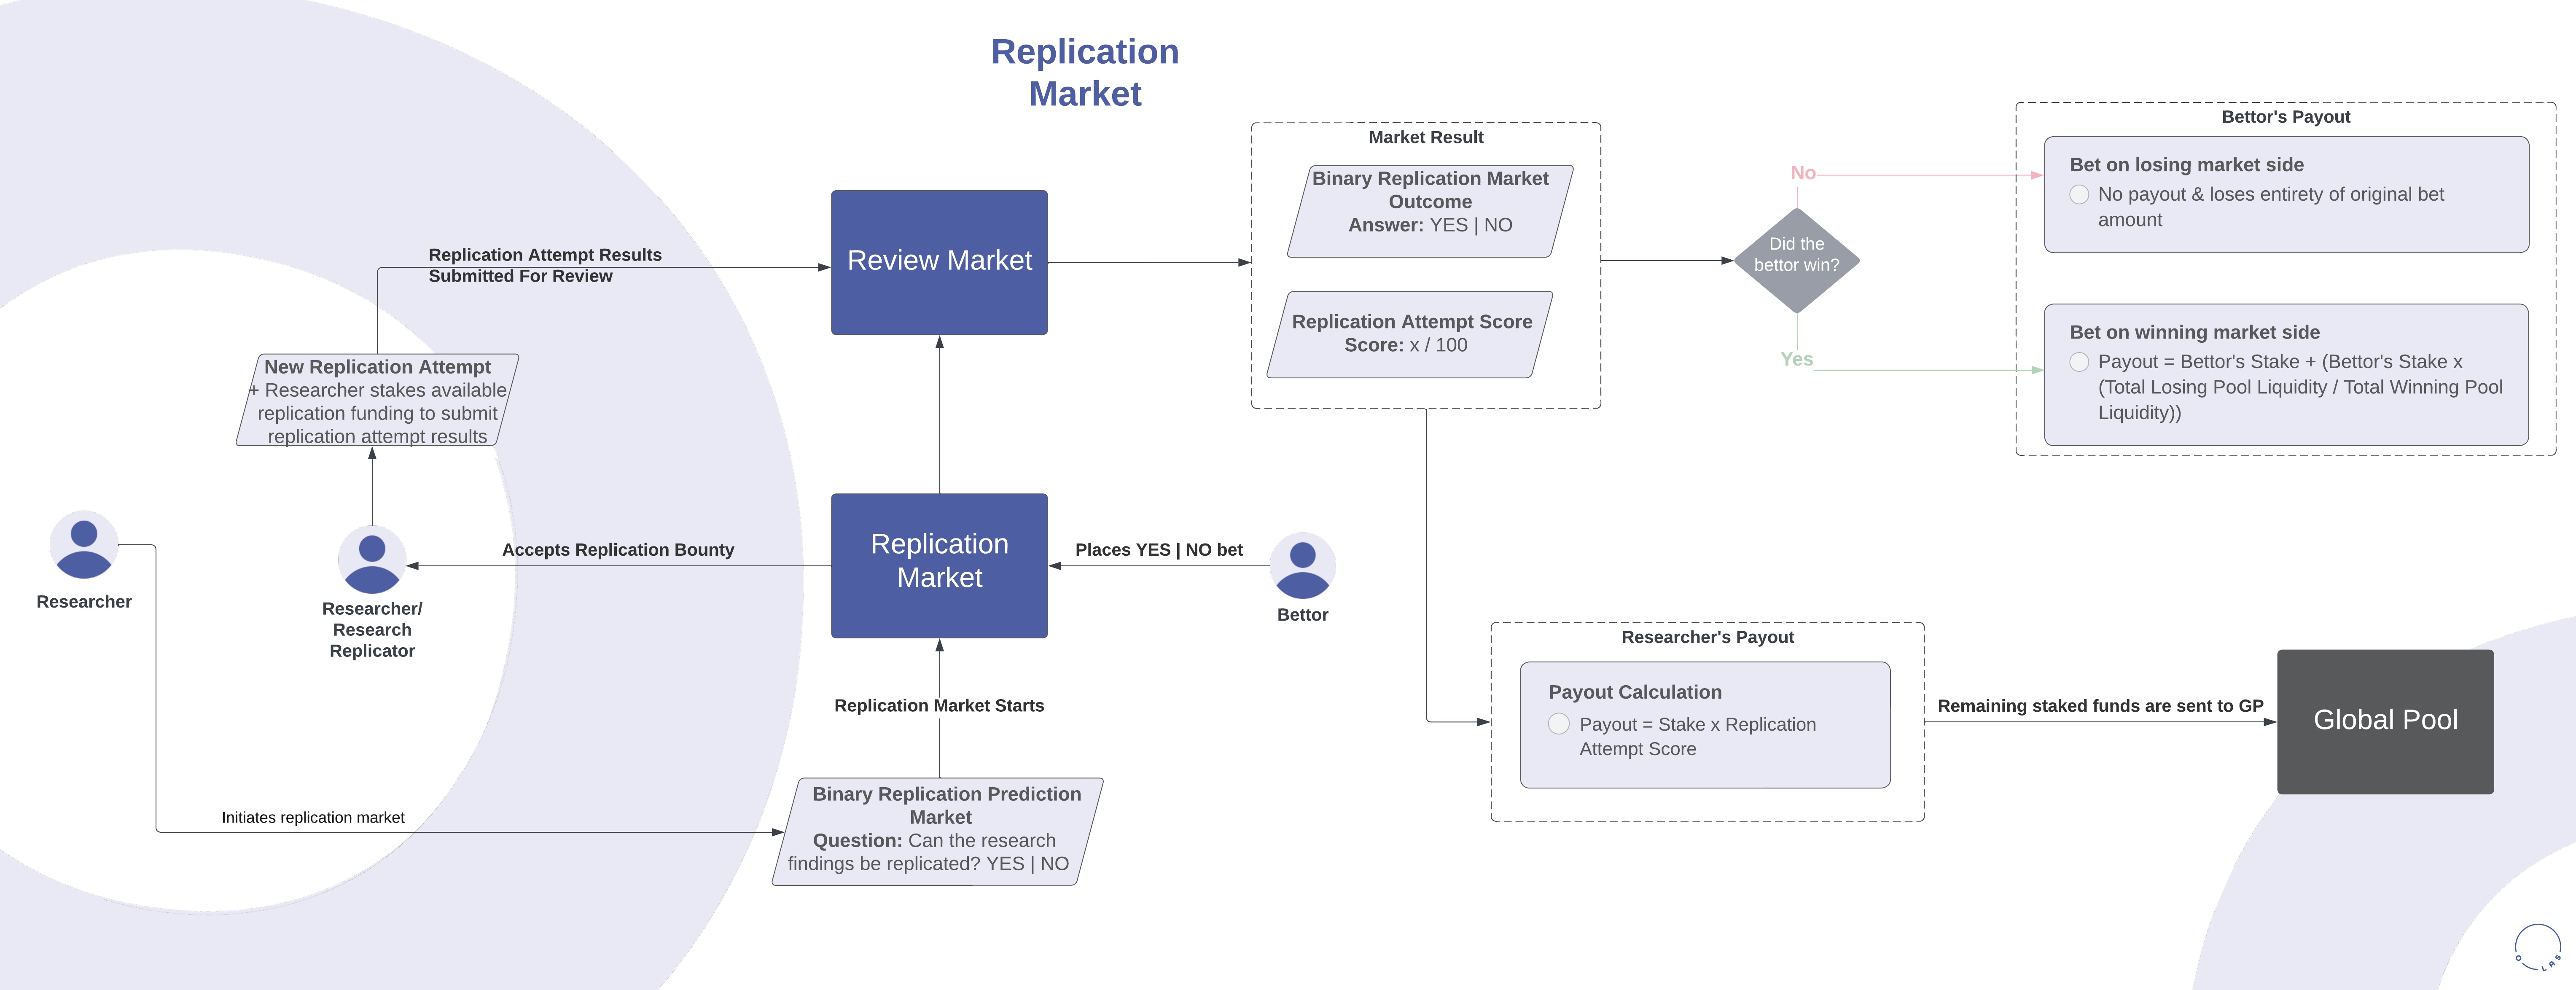 Replication
Market
Market Result
Binary Replication Market
Outcome
Answer: YES | NO
Replication Attempt Score
Score: x / 100
Review Market
Replication Attempt Results
Submitted For Review
New Replication Attempt
+ Researcher stakes available
replication funding to submit
replication attempt results
Researcher
Researcher/
Research
Replicator
Accepts Replication Bounty
Replication
Market
Places YES | NO bet
Bettor
Replication Market Starts
Initiates replication market
Binary Replication Prediction
Market
Question: Can the research
findings be replicated? YES | NO
Did the
bettor win?
No
Yes
Bettor's Payout
Bet on losing market side
No payout & loses entirety of original bet
amount
Bet on winning market side
Payout = Bettor's Stake + (Bettor's Stake x
(Total Losing Pool Liquidity / Total Winning Pool
Liquidity))
Researcher's Payout
Payout Calculation
Payout = Stake x Replication
Attempt Score
Remaining staked funds are sent to GP
Global Pool
O LAS